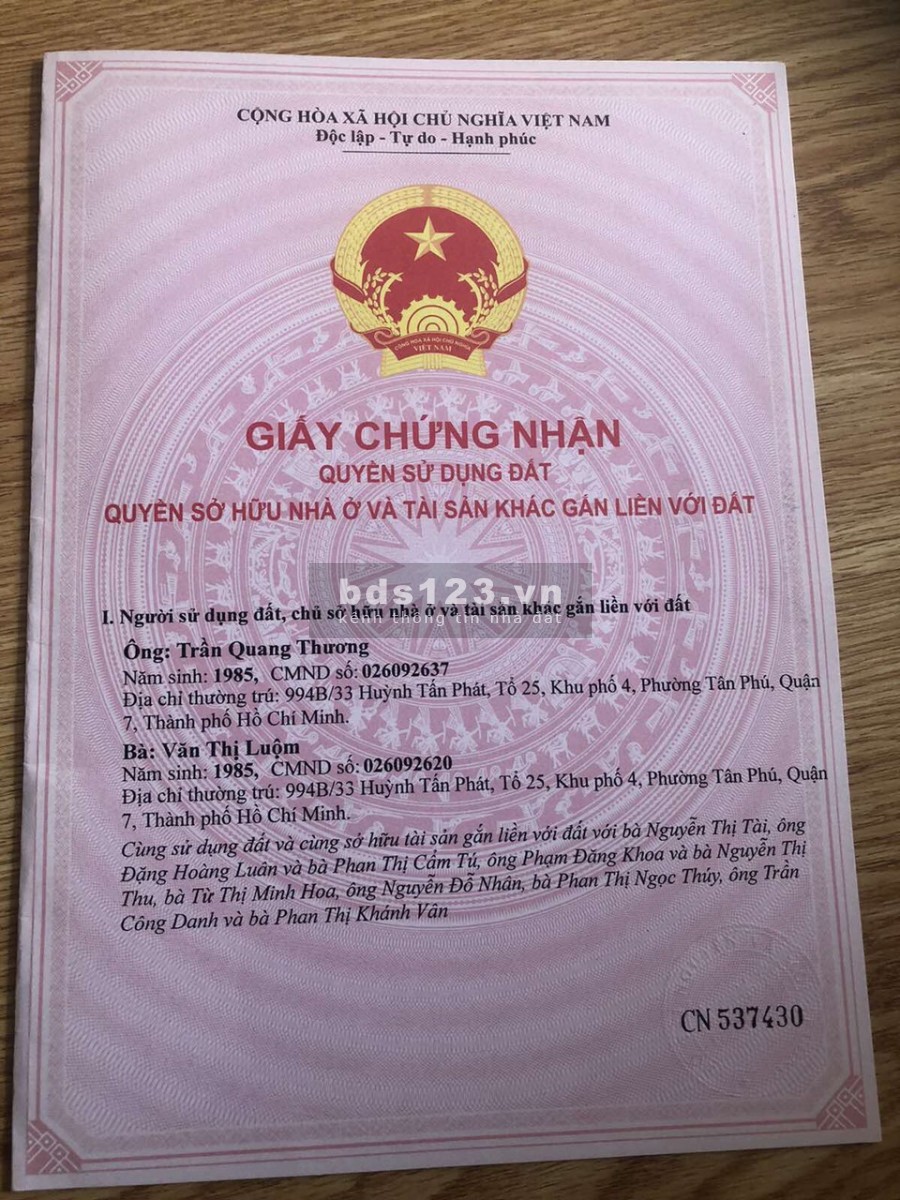 CỘNG HÒA XÃ HỘI CHỦ NGHĨA VIỆT NAM
Độc lập - Tự do - Hạnh phúc
CỘNG HÒA XÃ HỘI CHỦ NGHĨA
VIỆT NAM
GIẤY CHỨNG NHẬN
QUYỀN SỬ DỤNG ĐẤT
QUYỀN SỞ HỮU NHÀ Ở VÀ TÀI SẢN KHÁC GẮN LIỀN VỚI ĐẤT
bds123.vn
kênh thông tin nhà đất
I. Người sử dụng đất, chủ sở hữu nhà ở và tài sản khác gắn liền với đất
Ông: Trần Quang Thương
Năm sinh: 1985, CMND số: 026092637
Địa chỉ thường trú: 994B/33 Huỳnh Tấn Phát, Tổ 25, Khu phố 4, Phường Tân Phú, Quận
7, Thành phố Hồ Chí Minh.
Bà: Văn Thị Luộm
Năm sinh: 1985, CMND số: 026092620
Địa chỉ thường trú: 994B/33 Huỳnh Tấn Phát, Tổ 25, Khu phố 4, Phường Tân Phú, Quận
7, Thành phố Hồ Chí Minh.
Cùng sử dụng đất và cùng sở hữu tài sản gắn liền với đất với bà Nguyễn Thị Tài, ông
Đặng Hoàng Luân và bà Phan Thị Cẩm Tú, ông Phạm Đăng Khoa và bà Nguyễn Thị
Thu, bà Từ Thị Minh Hoa, ông Nguyễn Đỗ Nhân, bà Phan Thị Ngọc Thúy, ông Trần
Công Danh và bà Phan Thị Khánh Vân
CN 537430